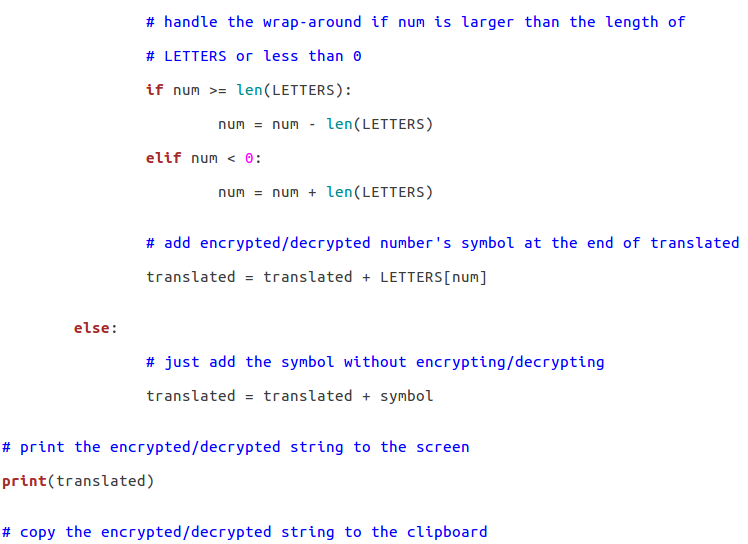 # handle the wrap-around if num is larger than the length of
# LETTERS or less than 0
if num >= len(LETTERS):
num = num - len(LETTERS)
elif num < 0:
num = num + len(LETTERS)
# add encrypted/decrypted number's symbol at the end of translated
translated = translated + LETTERS[num]
else:
# just add the symbol without encrypting/decrypting
translated = translated + symbol
# print the encrypted/decrypted string to the screen
print(translated)
# copy the encrypted/decrypted string to the clipboard